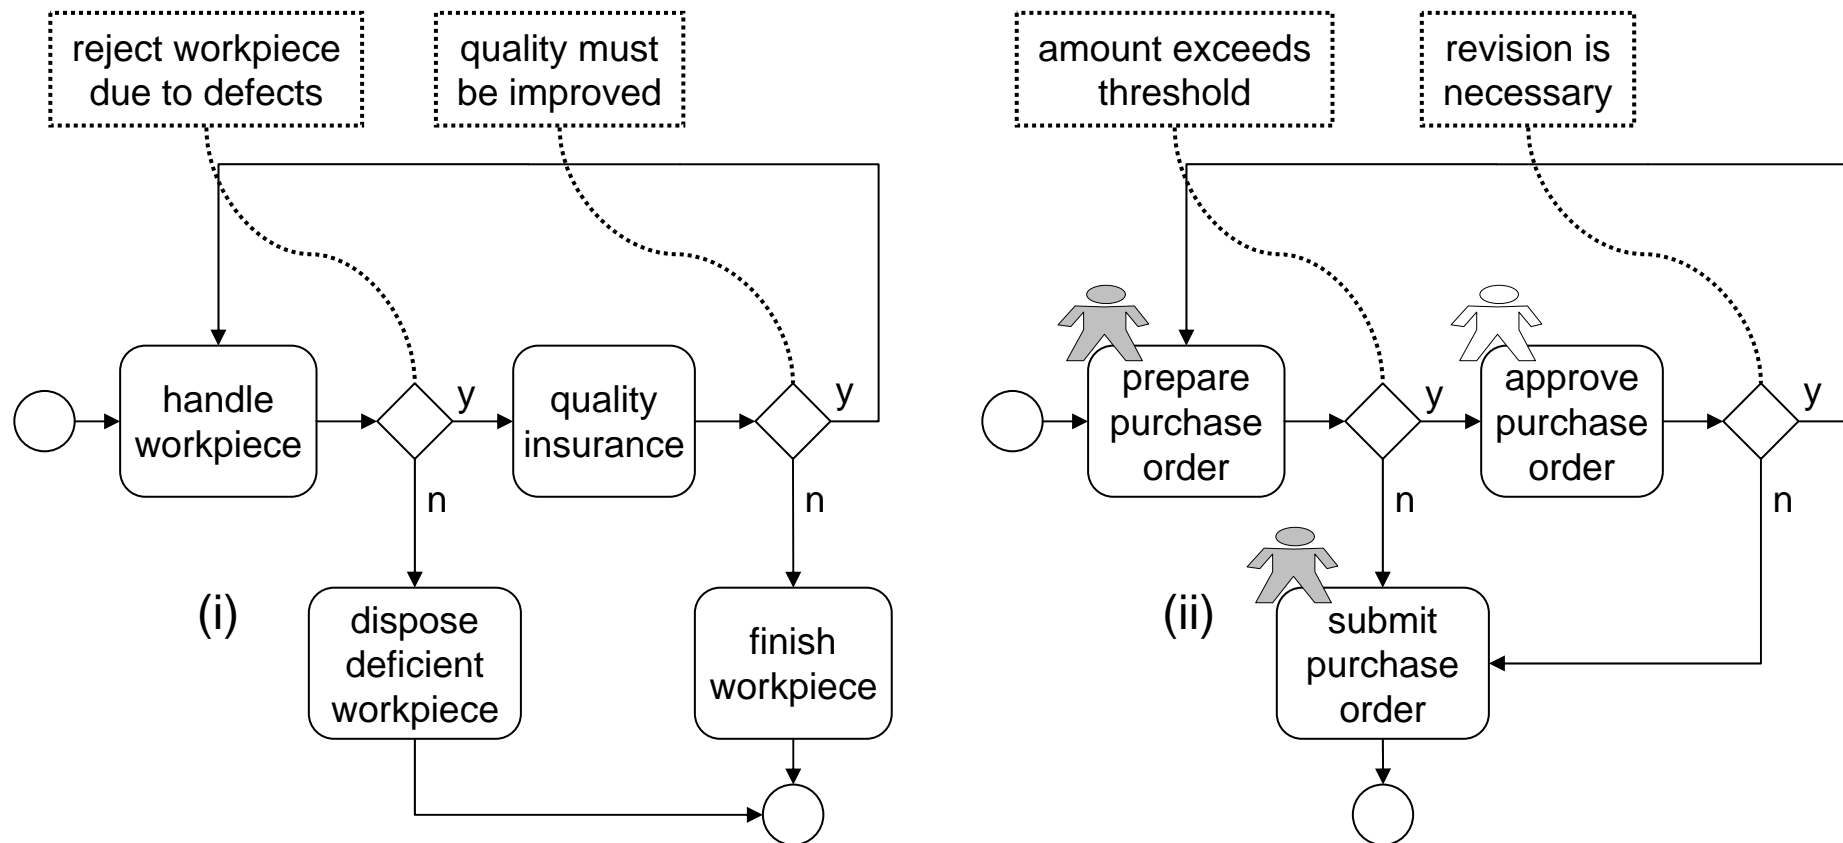 reject workpiece
due to defects
quality must
be improved
handle
workpiece
y
quality
insurance
y
n
n
(i)
dispose
deficient
workpiece
finish
workpiece
amount exceeds
threshold
revision is
necessary
prepare
purchase
order
y
approve
purchase
order
y
n
n
(ii)
submit
purchase
order